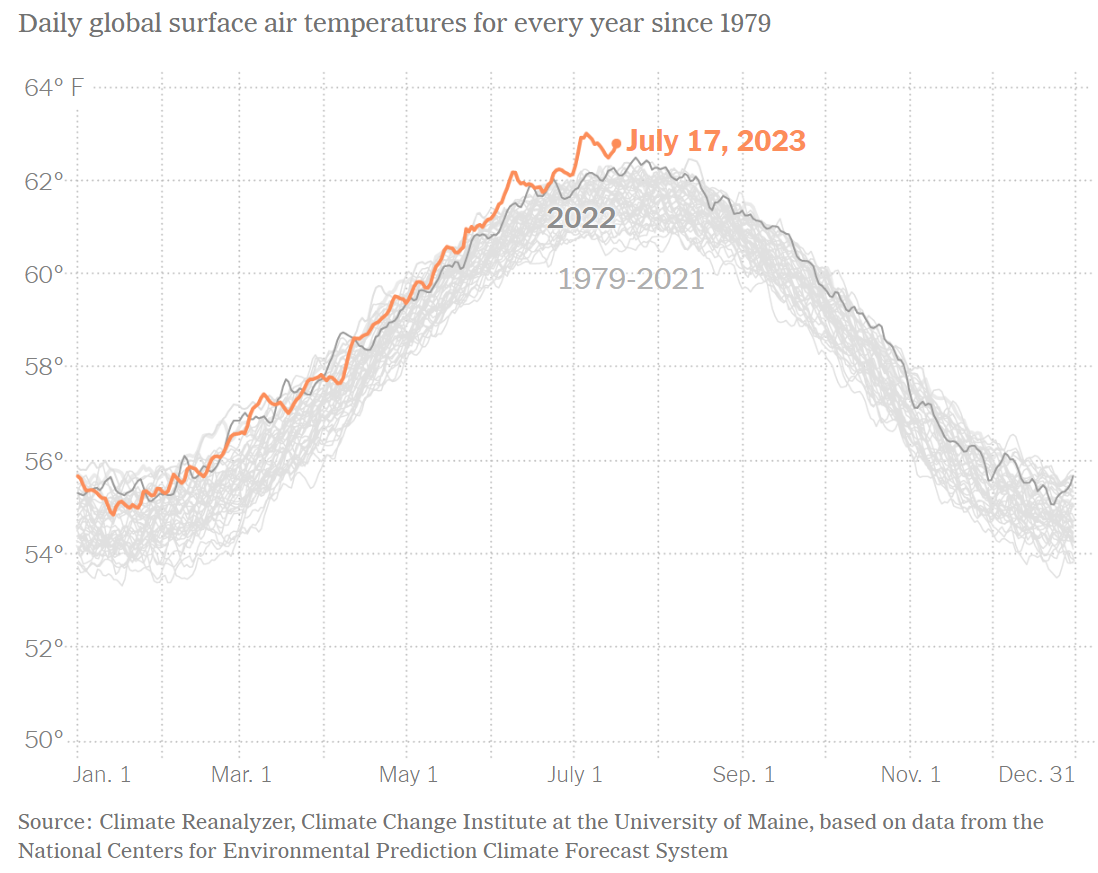 Daily global surface air temperatures for every year since 1979
64° F
July 17, 2023
62°
2022
60°
1979-2021
58°
56°
54°
52°
50°
Jan. 1 Mar. 1 May 1 July 1 Sep. 1 Nov. 1 Dec. 31
Source: Climate Reanalyzer, Climate Change Institute at the University of Maine, based on data from the
National Centers for Environmental Prediction Climate Forecast System